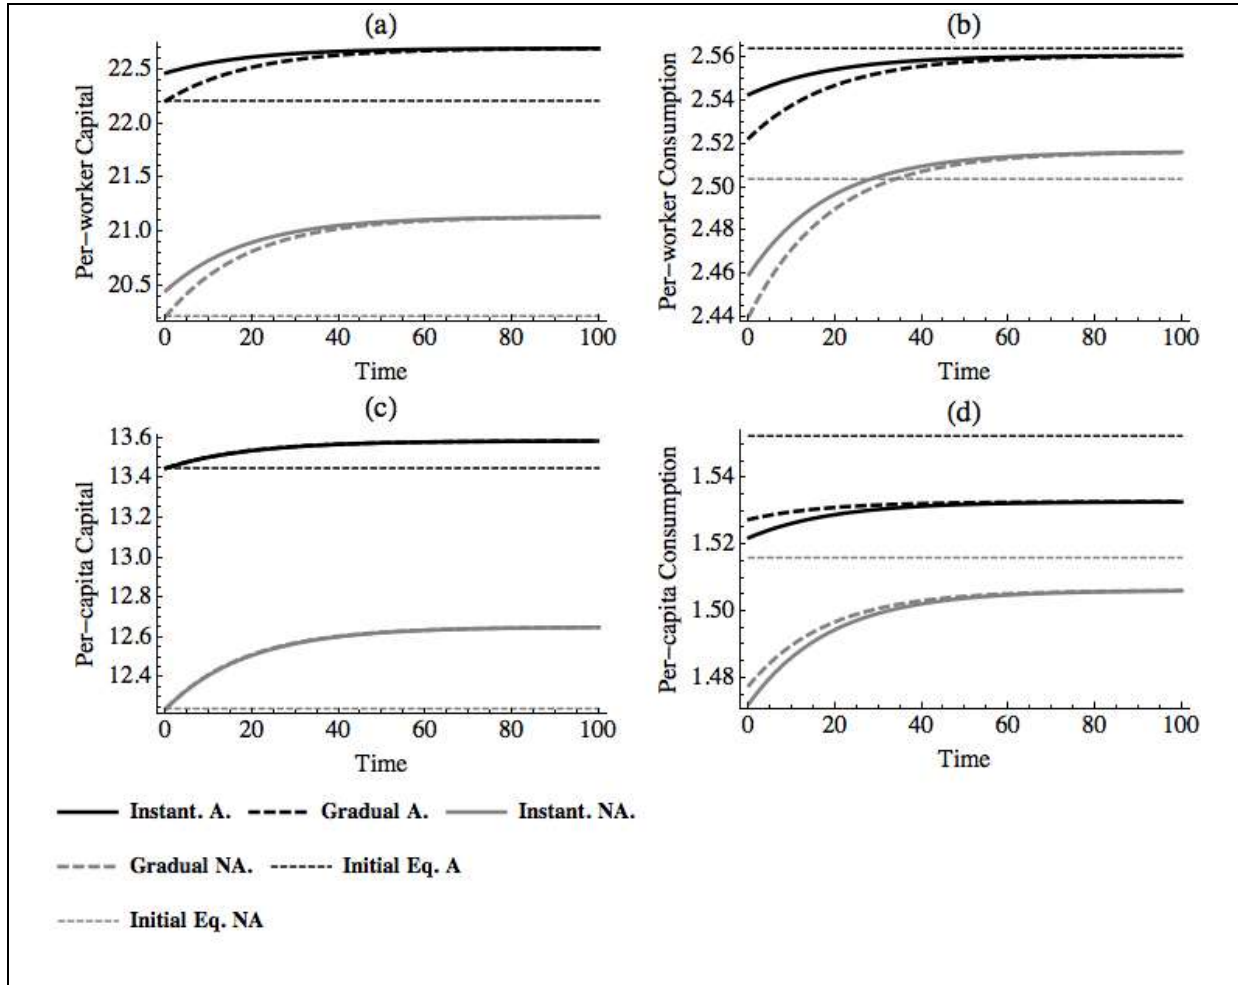 (a)
Per-worker Capital
22.5
22.0
21.5
21.0
20.5
0 20 40 60 80 100
Time
(b)
Per-worker Consumption
2.56
2.54
2.52
2.50
2.48
2.46
2.44
0 20 40 60 80 100
Time
(c)
Per-capita Capital
13.6
13.4
13.2
13.0
12.8
12.6
12.4
0 20 40 60 80 100
Time
(d)
Per-capita Consumption
1.54
1.52
1.50
1.48
0 20 40 60 80 100
Time
Instant. A. Gradual A. Instant. NA.
Gradual NA. Initial Eq. A
Initial Eq. NA